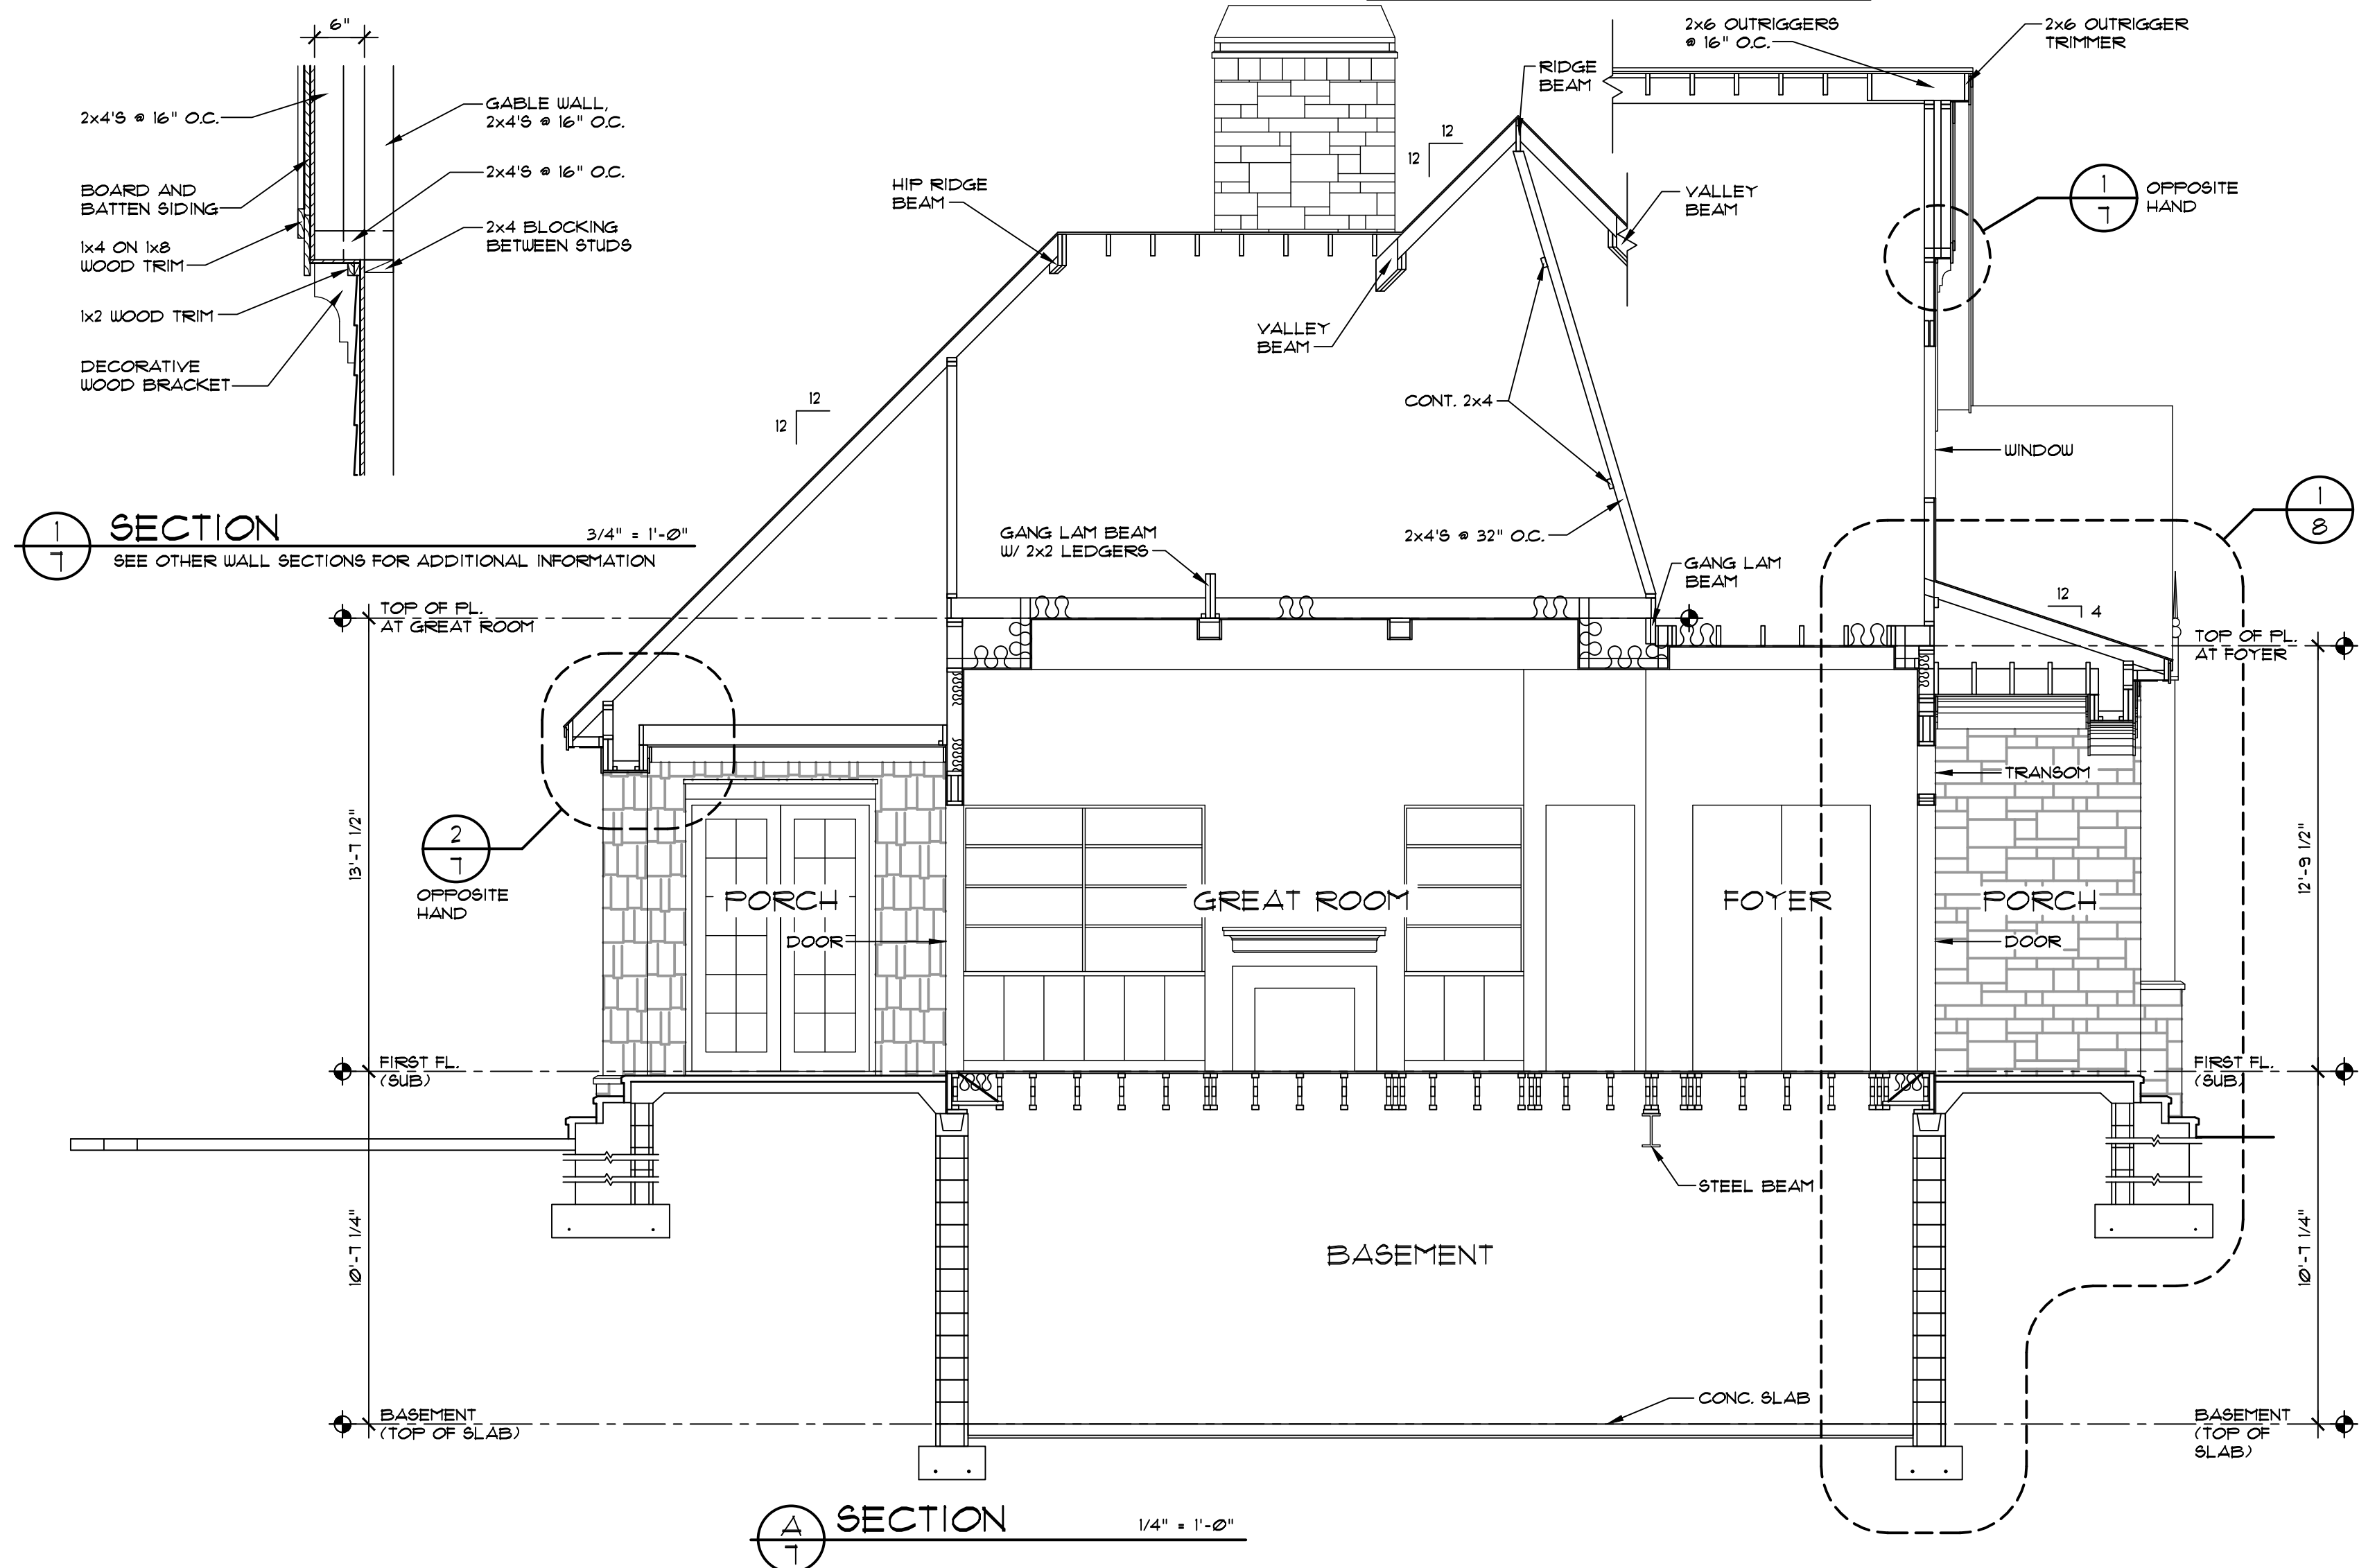 6"
2x4'S @ 16" O.C.
GABLE WALL,
2x4'S @ 16" O.C.
2x4'S @ 16" O.C.
BOARD AND
BATTEN SIDING
2x4 BLOCKING
BETWEEN STUDS
1x4 ON 1x8
WOOD TRIM
1x2 WOOD TRIM
DECORATIVE
WOOD BRACKET
1
7
SECTION
3/4" = 1'-0"
SEE OTHER WALL SECTIONS FOR ADDITIONAL INFORMATION
2x6 OUTRIGGERS
@ 16" O.C.
2x6 OUTRIGGER
TRIMMER
RIDGE
BEAM
12
12
HIP RIDGE
BEAM
VALLEY
BEAM
1
7
OPPOSITE
HAND
VALLEY
BEAM
12
12
CONT. 2x4
WINDOW
GANG LAM BEAM
W/ 2x2 LEDGERS
2x4'S @ 32" O.C.
1
8
GANG LAM
BEAM
12
4
TOP OF PL.
AT GREAT ROOM
TOP OF PL.
AT FOYER
TRANSOM
13'-7 1/2"
2
7
OPPOSITE
HAND
12'-9 1/2"
PORCH
GREAT ROOM
FOYER
PORCH
DOOR
DOOR
FIRST FL.
(SUB)
FIRST FL.
(SUB)
STEEL BEAM
10'-7 1/4"
BASEMENT
10'-7 1/4"
CONC. SLAB
BASEMENT
(TOP OF SLAB)
BASEMENT
(TOP OF
SLAB)
A
7
SECTION
1/4" = 1'-0"